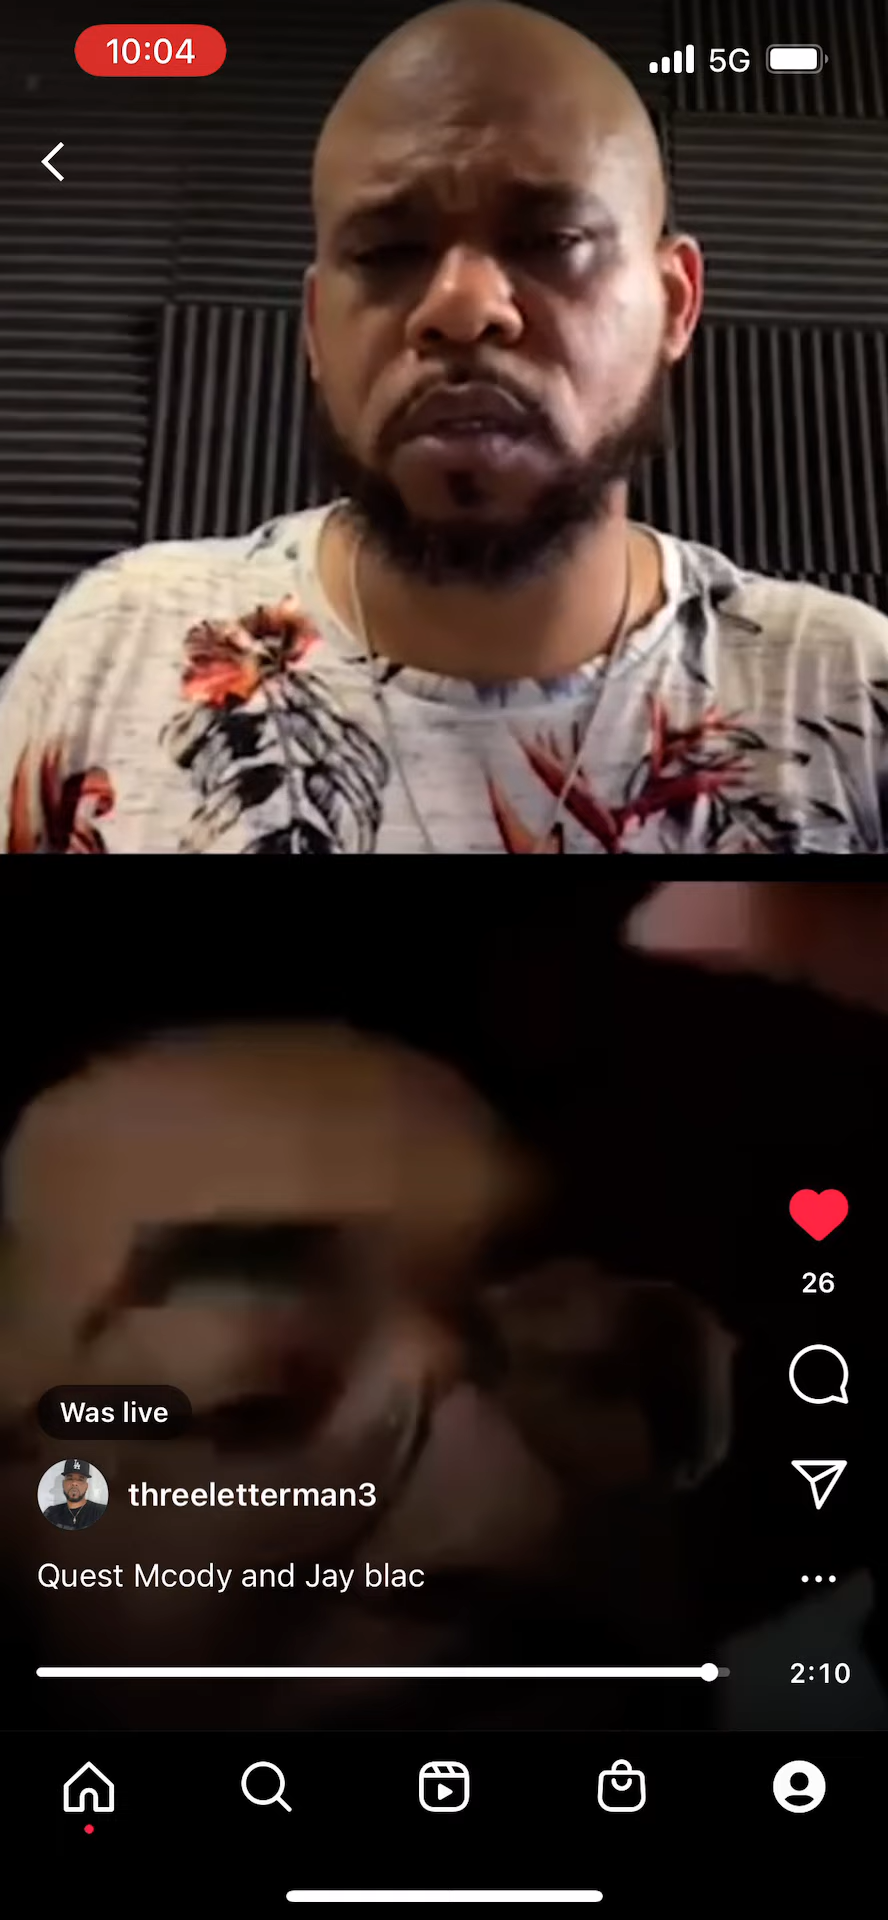 10:04
5G
26
Was live
threeletterman3
Quest Mcody and Jay blac
2:10